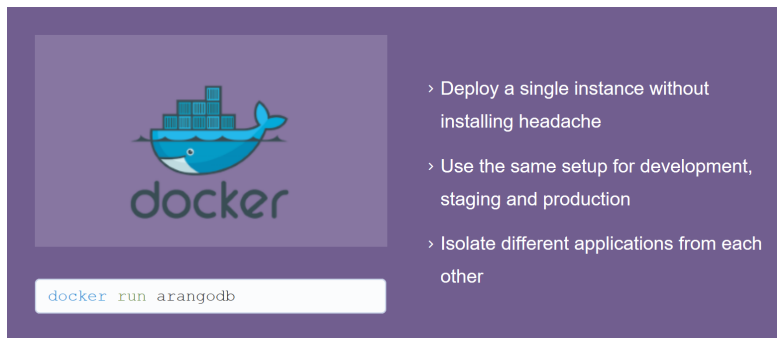 docker
docker run arangodb
› Deploy a single instance without
installing headache
› Use the same setup for development,
staging and production
› Isolate different applications from each
other